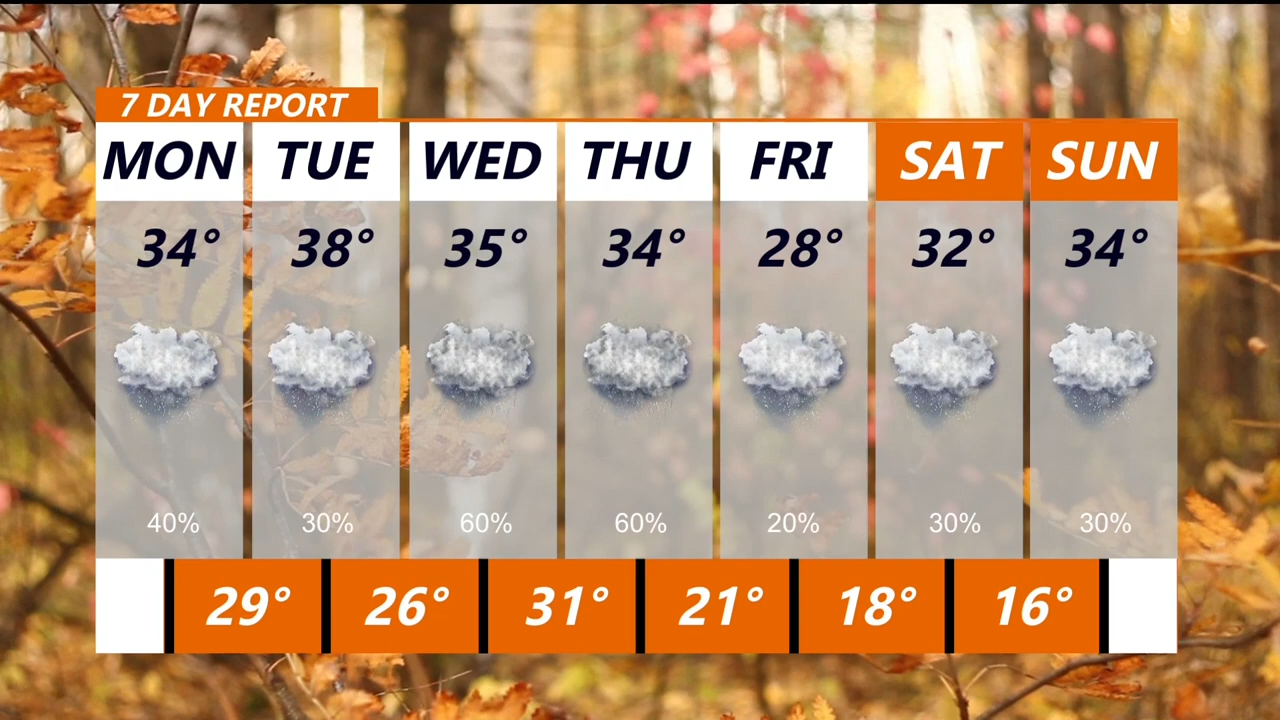 7 DAY REPORT
MON TUE WED THU FRI SAT SUN
34° 38° 35° 34° 28° 32° 34°
40% 30% 60% 60% 20% 30% 30%
29° 26° 31° 21° 18° 16°